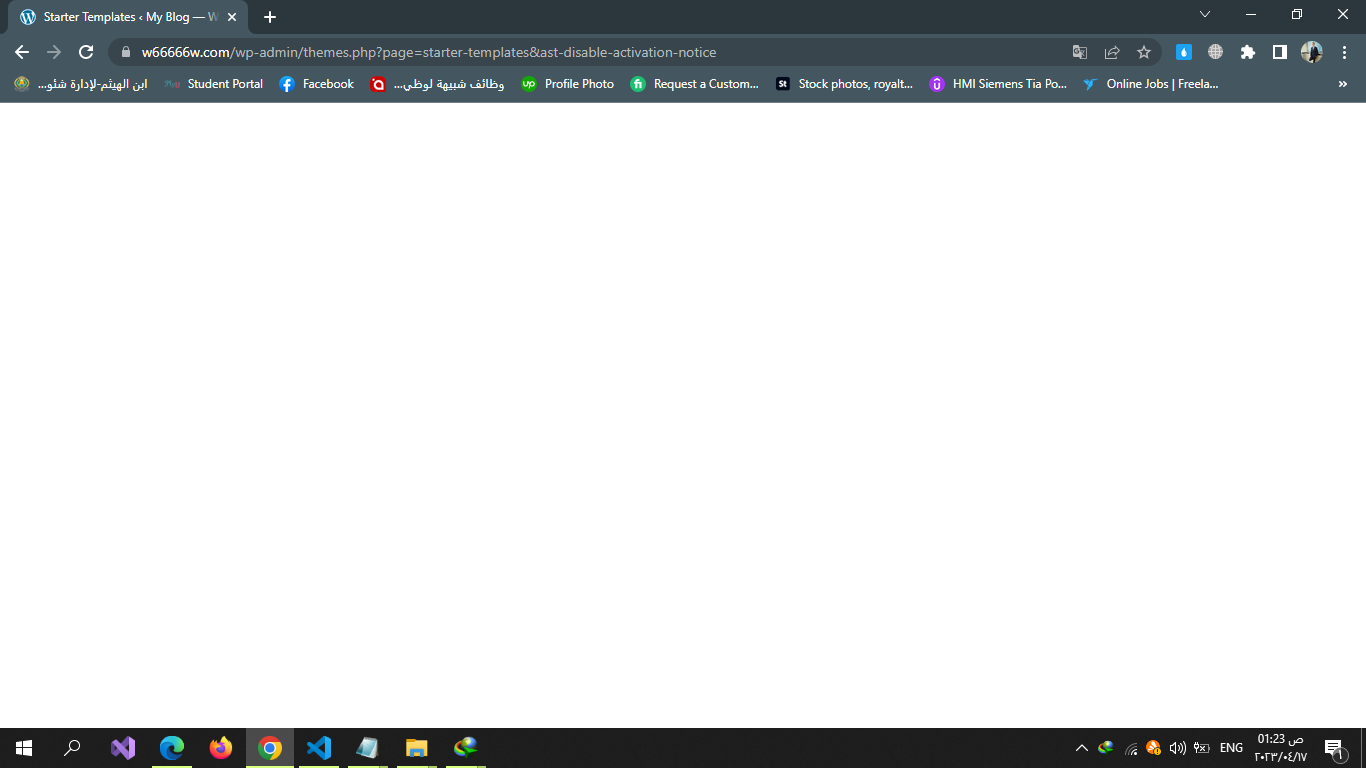 Starter Templates ‹ My Blog — W
w66666w.com/wp-admin/themes.php?page=starter-templates&ast-disable-activation-notice
ابن الهيثم-لإدارة شئو...
Student Portal
Facebook
وظائف شبيهة لوظي...
Profile Photo
Request a Custom...
Stock photos, royalt...
HMI Siemens Tia Po...
Online Jobs | Freela...
ENG
01:23 ص
٢٠٢٣/٠٤/١٧